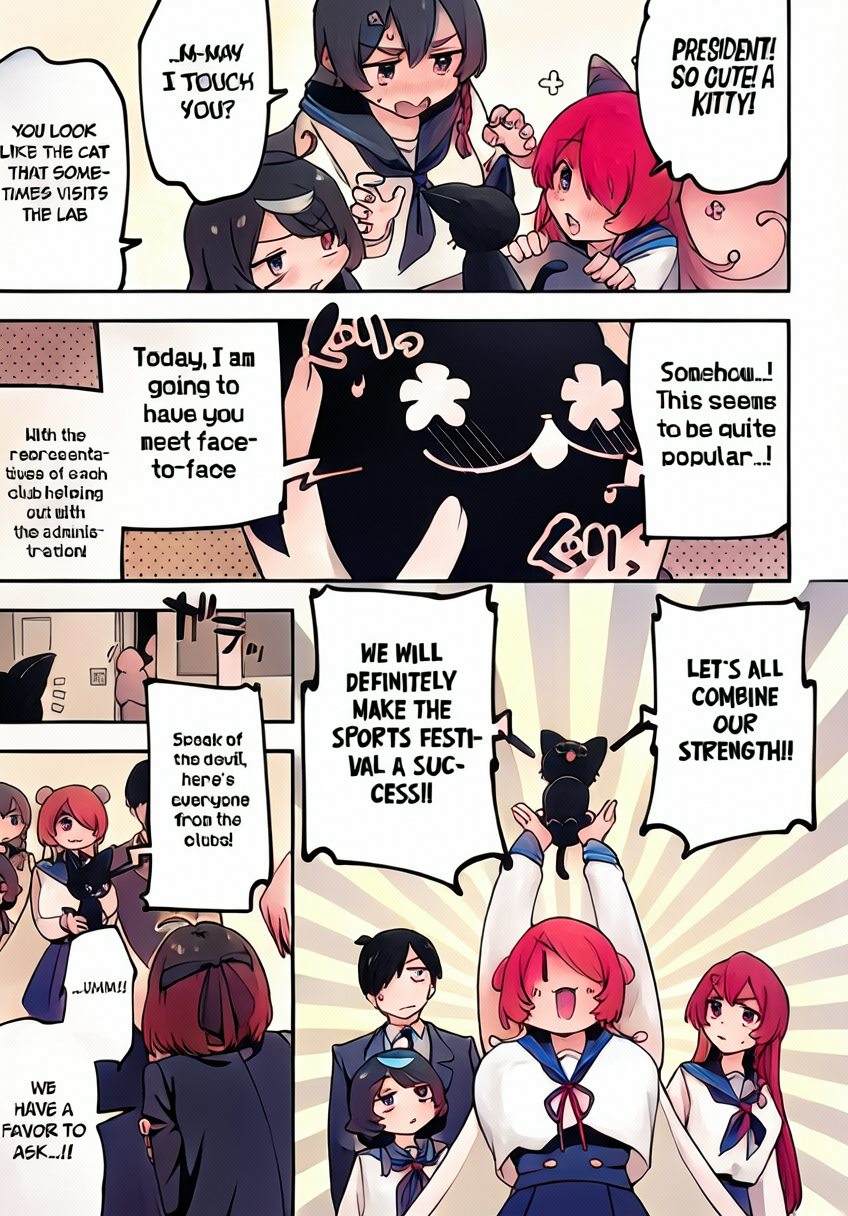 PRESIDENT!
SO CUTE! A
KITTY!
...M-MAY
I TOUCH
YOU?
YOU LOOK
LIKE THE CAT
THAT SOME-
TIMES VISITS
THE LAB
Somehow...!
This seems
to be quite
popular...!
Today, I am
going to
have you
meet face-
to-face
With the
representa-
tives of each
club helping
out with
the adminis-
tration!
LET'S ALL
COMBINE
OUR
STRENGTH!!
WE WILL
DEFINITELY
MAKE THE
SPORTS FESTI-
VAL A SUC-
CESS!!
ガラッ
Speak of
the devil,
here's
everyone
from the
clubs!
...UMM!!
WE
HAVE A
FAVOR TO
ASK...!!